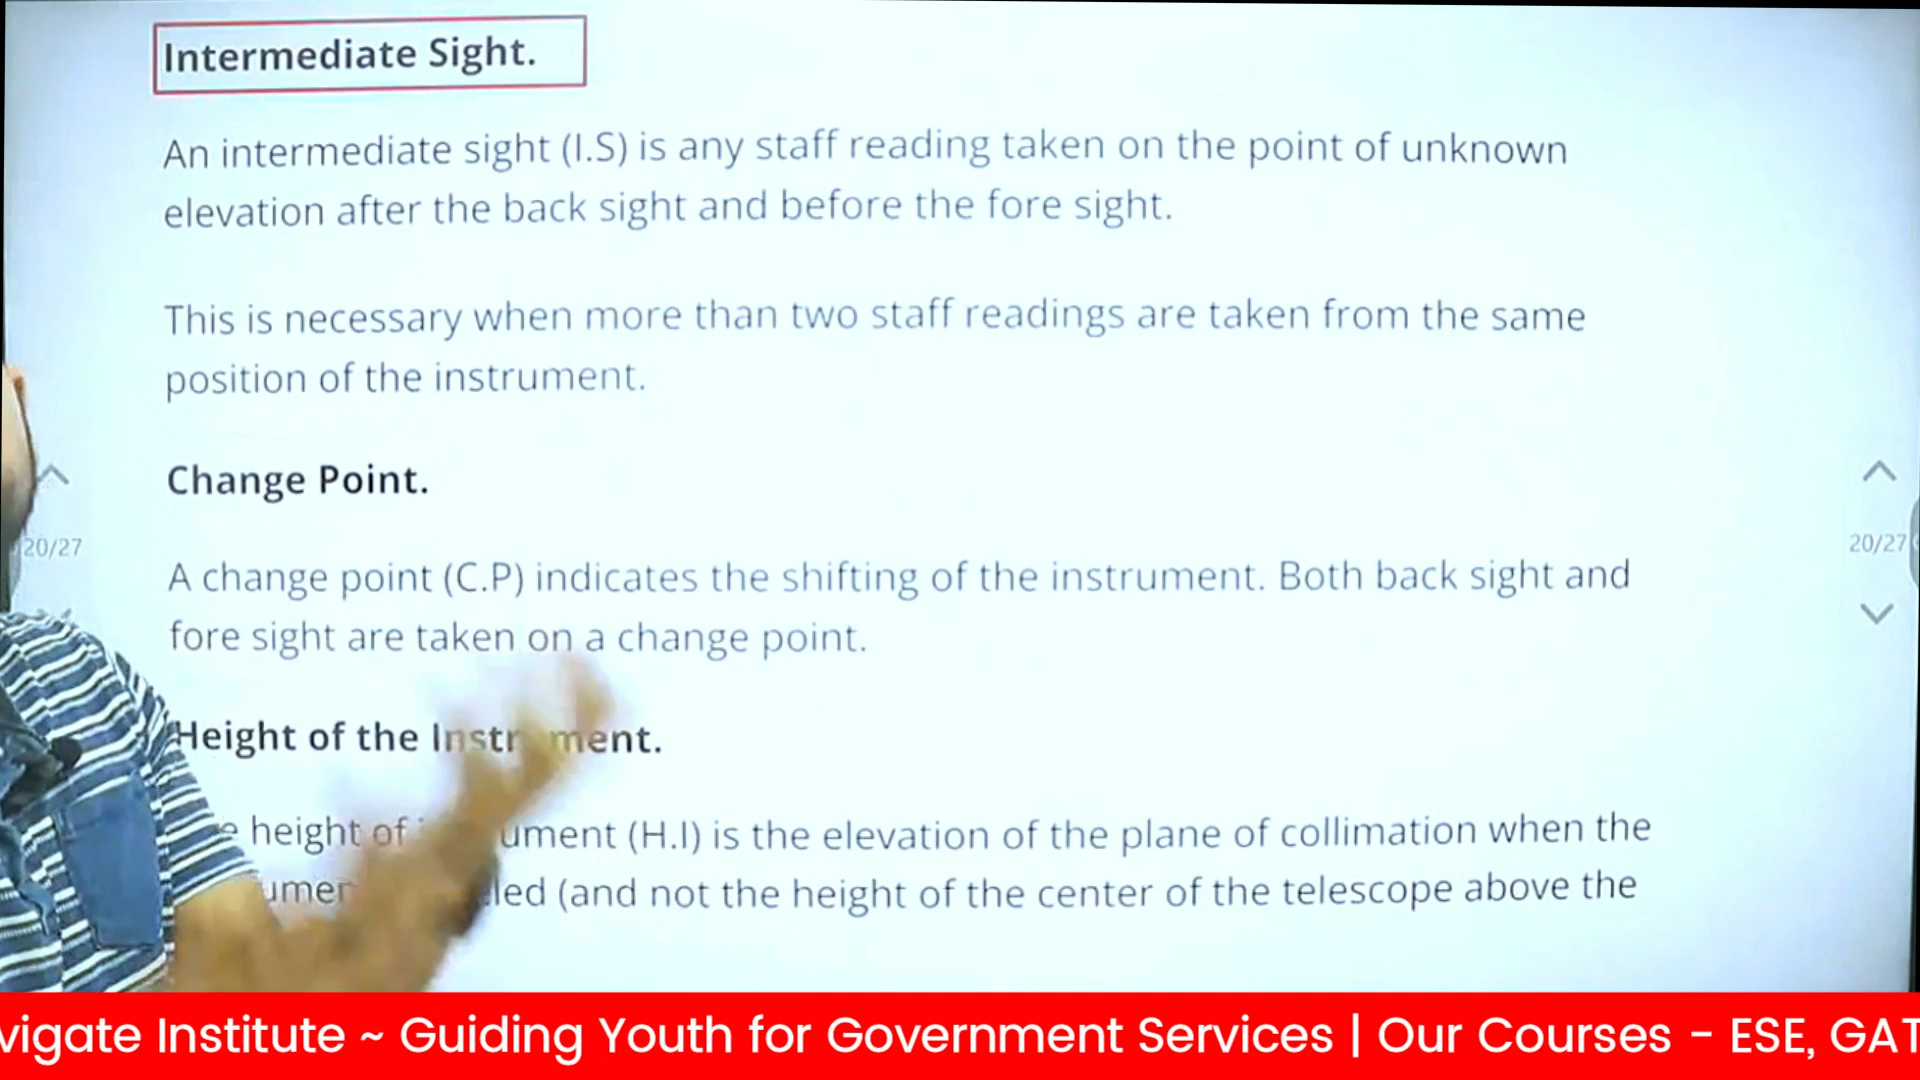 Intermediate Sight.
An intermediate sight (I.S) is any staff reading taken on the point of unknown
elevation after the back sight and before the fore sight.
This is necessary when more than two staff readings are taken from the same
position of the instrument.
Change Point.
20/27
20/27
A change point (C.P) indicates the shifting of the instrument. Both back sight and
fore sight are taken on a change point.
Height of the Instrument.
height of (H.I) is the elevation of the plane of collimation when the
(and not the height of the center of the telescope above the
vigate Institute ~ Guiding Youth for Government Services | Our Courses - ESE, GAT